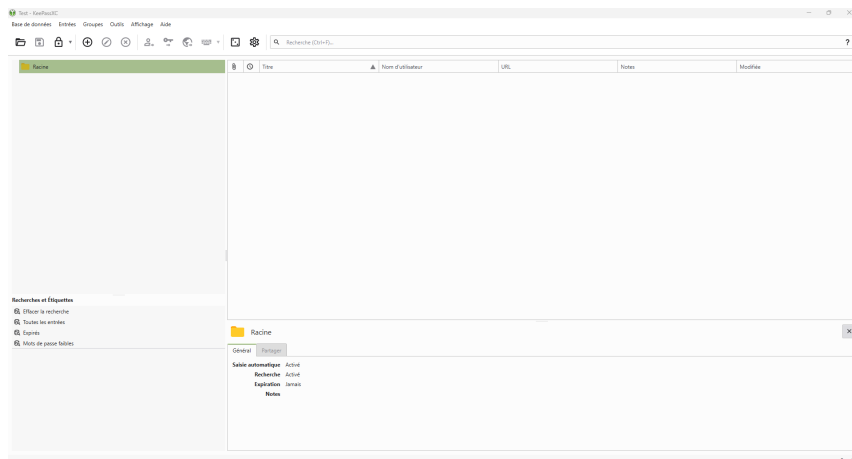 Test - KeePassXC
Base de données Entrées Groupes Outils Affichage Aide
Recherche (Ctrl+F)...
?
Racine
Titre Nom d'utilisateur URL Notes Modifiée
Recherches et Étiquettes
Effacer la recherche
Toutes les entrées
Expirés
Mots de passe faibles
Racine
Général Partager
Saisie automatique Activé
Recherche Activé
Expiration Jamais
Notes